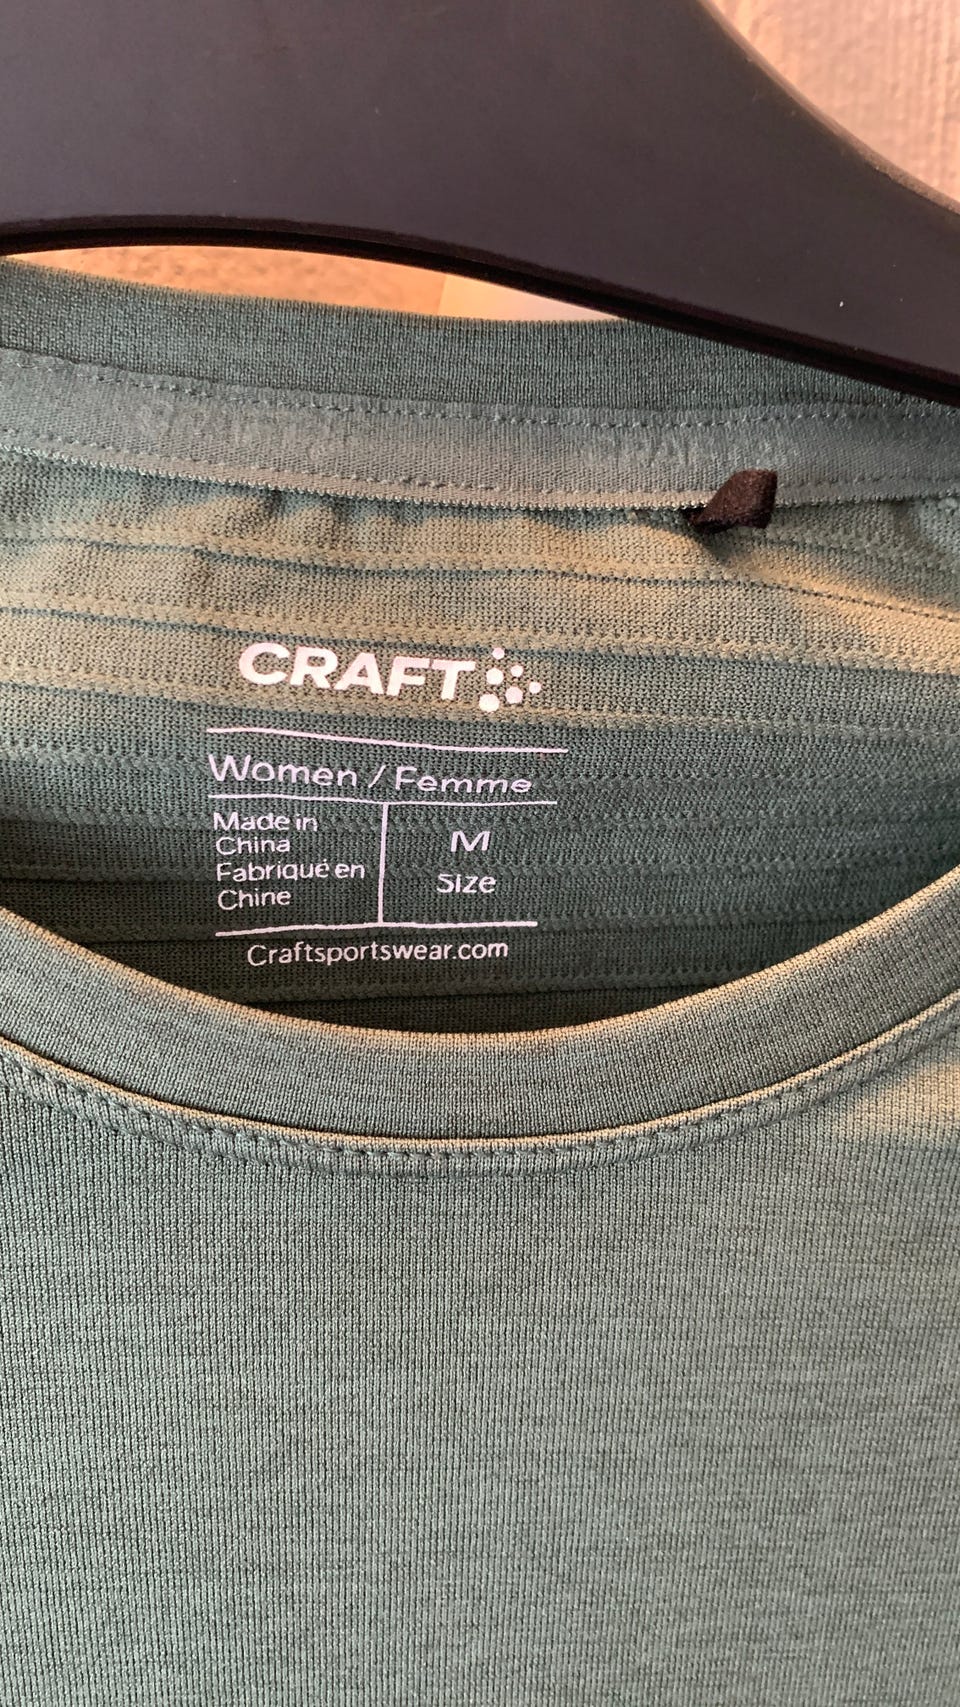 CRAFT
Women / Femme
Made in
China
Fabriqué en
Chine
M
Size
Craftsportswear.com